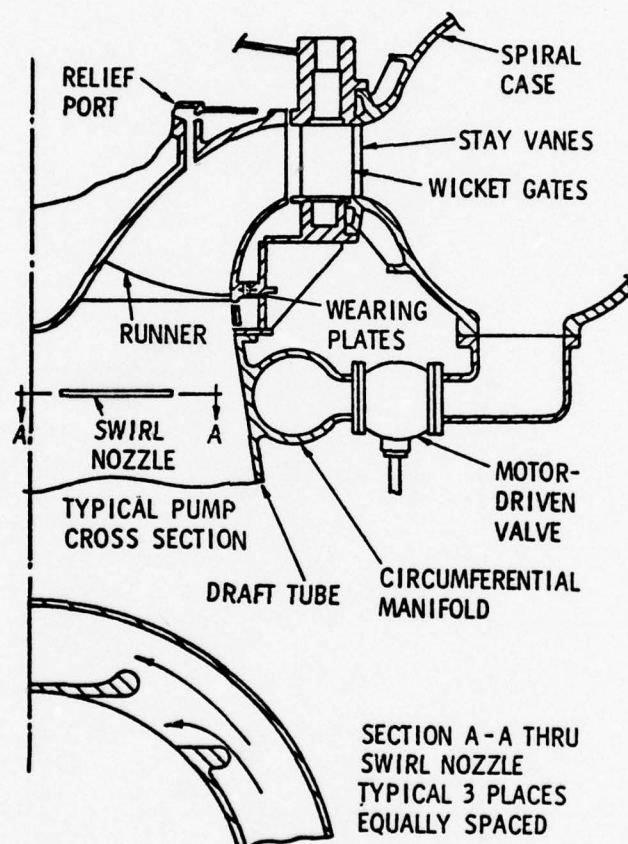 SPIRAL
CASE
RELIEF
PORT
STAY VANES
WICKET GATES
RUNNER
WEARING
PLATES
A
A
SWIRL
NOZZLE
TYPICAL PUMP
CROSS SECTION
MOTOR-
DRIVEN
VALVE
DRAFT TUBE
CIRCUMFERENTIAL
MANIFOLD
SECTION A-A THRU
SWIRL NOZZLE
TYPICAL 3 PLACES
EQUALLY SPACED